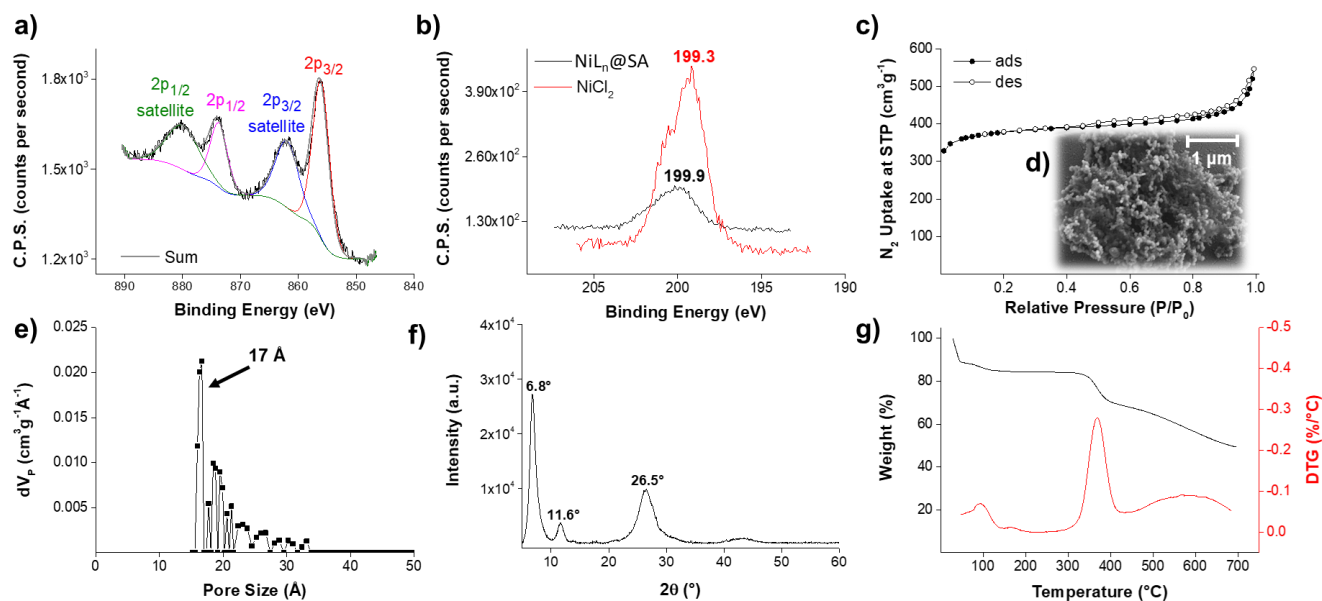 a)
C.P.S. (counts per second)
1.8x10³
1.5x10³
1.2x10³
2p1/2
satellite
2p1/2
2p3/2
satellite
2p3/2
Sum
890 880 870 860 850
Binding Energy (eV)
b)
C.P.S. (counts per second)
3.90x10²
2.60x10²
1.30x10²
NiLn@SA
NiCl2
199.3
199.9
205 200 195 190
Binding Energy (eV)
c)
N2 Uptake at STP (cm³g⁻¹)
600
500
400
300
200
100
ads
des
d)
1 µm
0.2 0.4 0.6 0.8 1.0
Relative Pressure (P/P0)
e)
dVP (cm³g⁻¹Å⁻¹)
0.025
0.020
0.015
0.010
0.005
17 Å
0 10 20 30 40 50
Pore Size (Å)
f)
Intensity (a.u.)
4x10⁴
3x10⁴
2x10⁴
1x10⁴
6.8°
11.6°
26.5°
10 20 30 40 50 60
2θ (°)
g)
Weight (%)
100
80
60
40
20
-0.5
-0.4
-0.3
-0.2
-0.1
0.0
DTG (%/°C)
0 100 200 300 400 500 600 700
Temperature (°C)